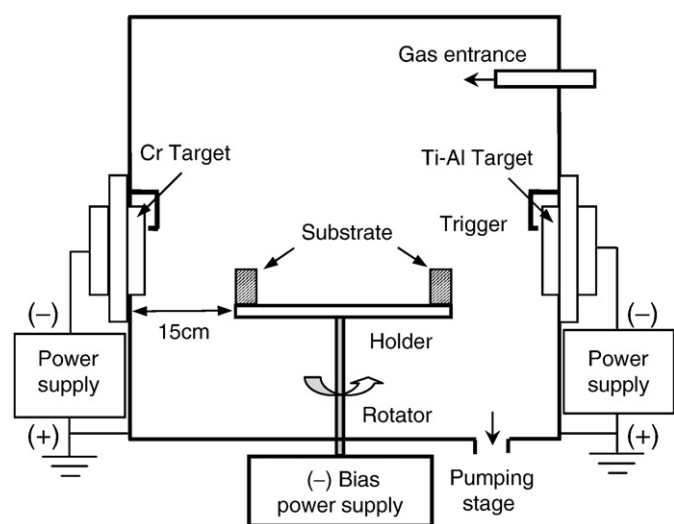 Gas entrance
Cr Target
Ti-Al Target
Trigger
Substrate
15cm
Holder
Rotator
(−)
Power
supply
(+)
(−)
Power
supply
(+)
(−) Bias
power supply
Pumping
stage